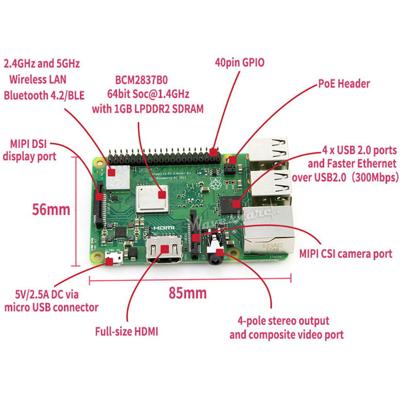 2.4GHz and 5GHz
Wireless LAN
Bluetooth 4.2/BLE
BCM2837B0
64bit Soc@1.4GHz
with 1GB LPDDR2 SDRAM
40pin GPIO
PoE Header
MIPI DSI
display port
4 x USB 2.0 ports
and Faster Ethernet
over USB2.0（300Mbps）
56mm
HDMI
MIPI CSI camera port
5V/2.5A DC via
micro USB connector
85mm
Full-size HDMI
4-pole stereo output
and composite video port